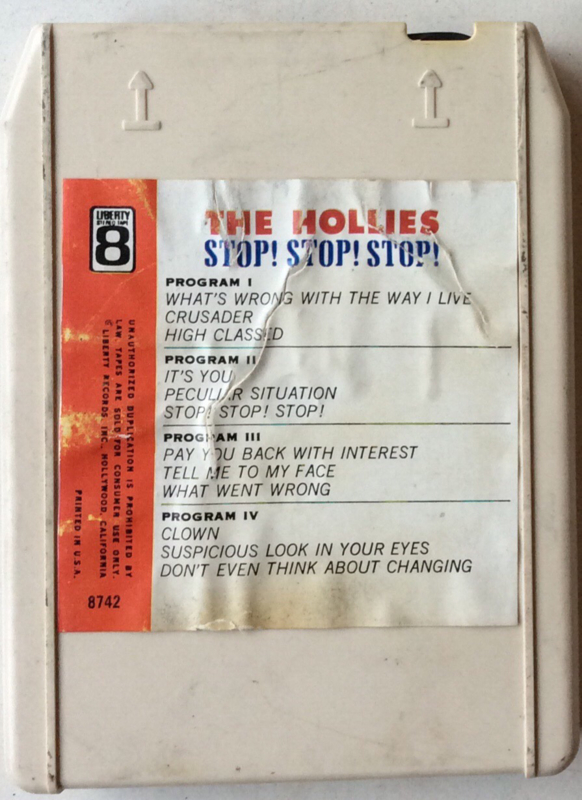 LIBERTY
STEREO TAPE
8
THE HOLLIES
STOP! STOP! STOP!
PROGRAM I
WHAT'S WRONG WITH THE WAY I LIVE
CRUSADER
HIGH CLASSED
PROGRAM II
IT'S YOU
PECULIAR SITUATION
STOP! STOP! STOP!
PROGRAM III
PAY YOU BACK WITH INTEREST
TELL ME TO MY FACE
WHAT WENT WRONG
PROGRAM IV
CLOWN
SUSPICIOUS LOOK IN YOUR EYES
DON'T EVEN THINK ABOUT CHANGING
UNAUTHORIZED DUPLICATION IS PROHIBITED BY
LAW. TAPES ARE SOLD FOR CONSUMER USE ONLY.
© LIBERTY RECORDS, INC., HOLLYWOOD, CALIFORNIA
PRINTED IN U.S.A.
8742